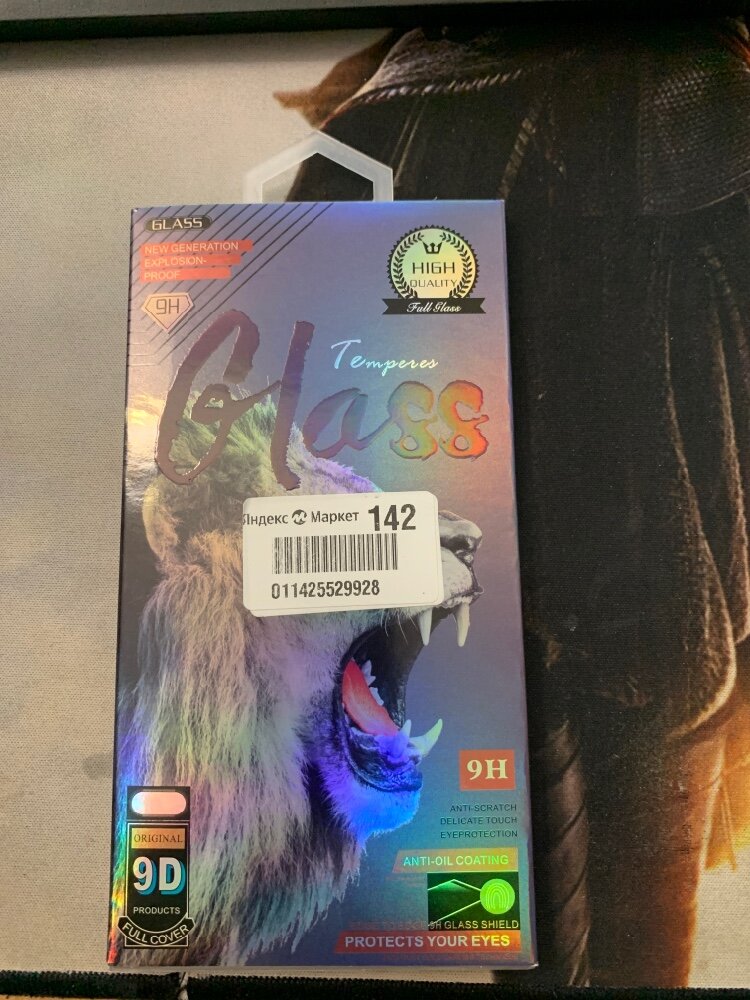 GLASS
NEW GENERATION
EXPLOSION-
PROOF
9H
HIGH
QUALITY
Full Glass
Temperes
Glass
Яндекс Маркет 142
011425529928
9H
ANTI-SCRATCH
DELICATE TOUCH
EYEPROTECTION
ANTI-OIL COATING
9H GLASS SHIELD
PROTECTS YOUR EYES
ORIGINAL
9D
PRODUCTS
FULL COVER